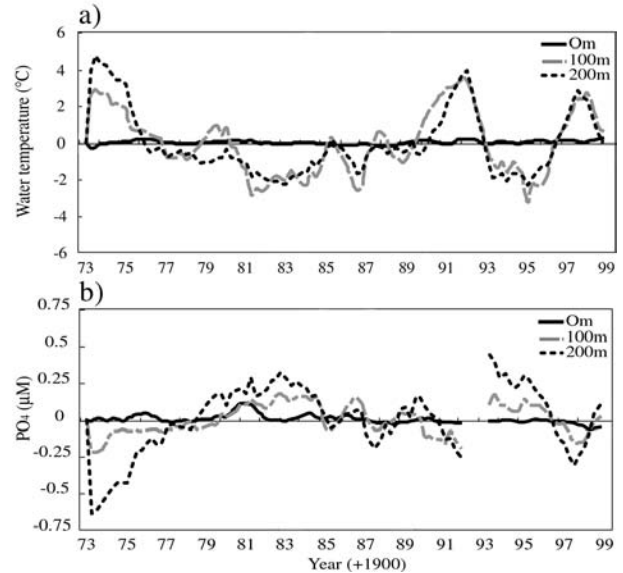 a)
6
4
2
0
-2
-4
-6
Water temperature (°C)
Om
100m
200m
73 75 77 79 81 83 85 87 89 91 93 95 97 99
b)
0.75
0.5
0.25
0
-0.25
-0.5
-0.75
PO₄ (μM)
Om
100m
200m
73 75 77 79 81 83 85 87 89 91 93 95 97 99
Year (+1900)